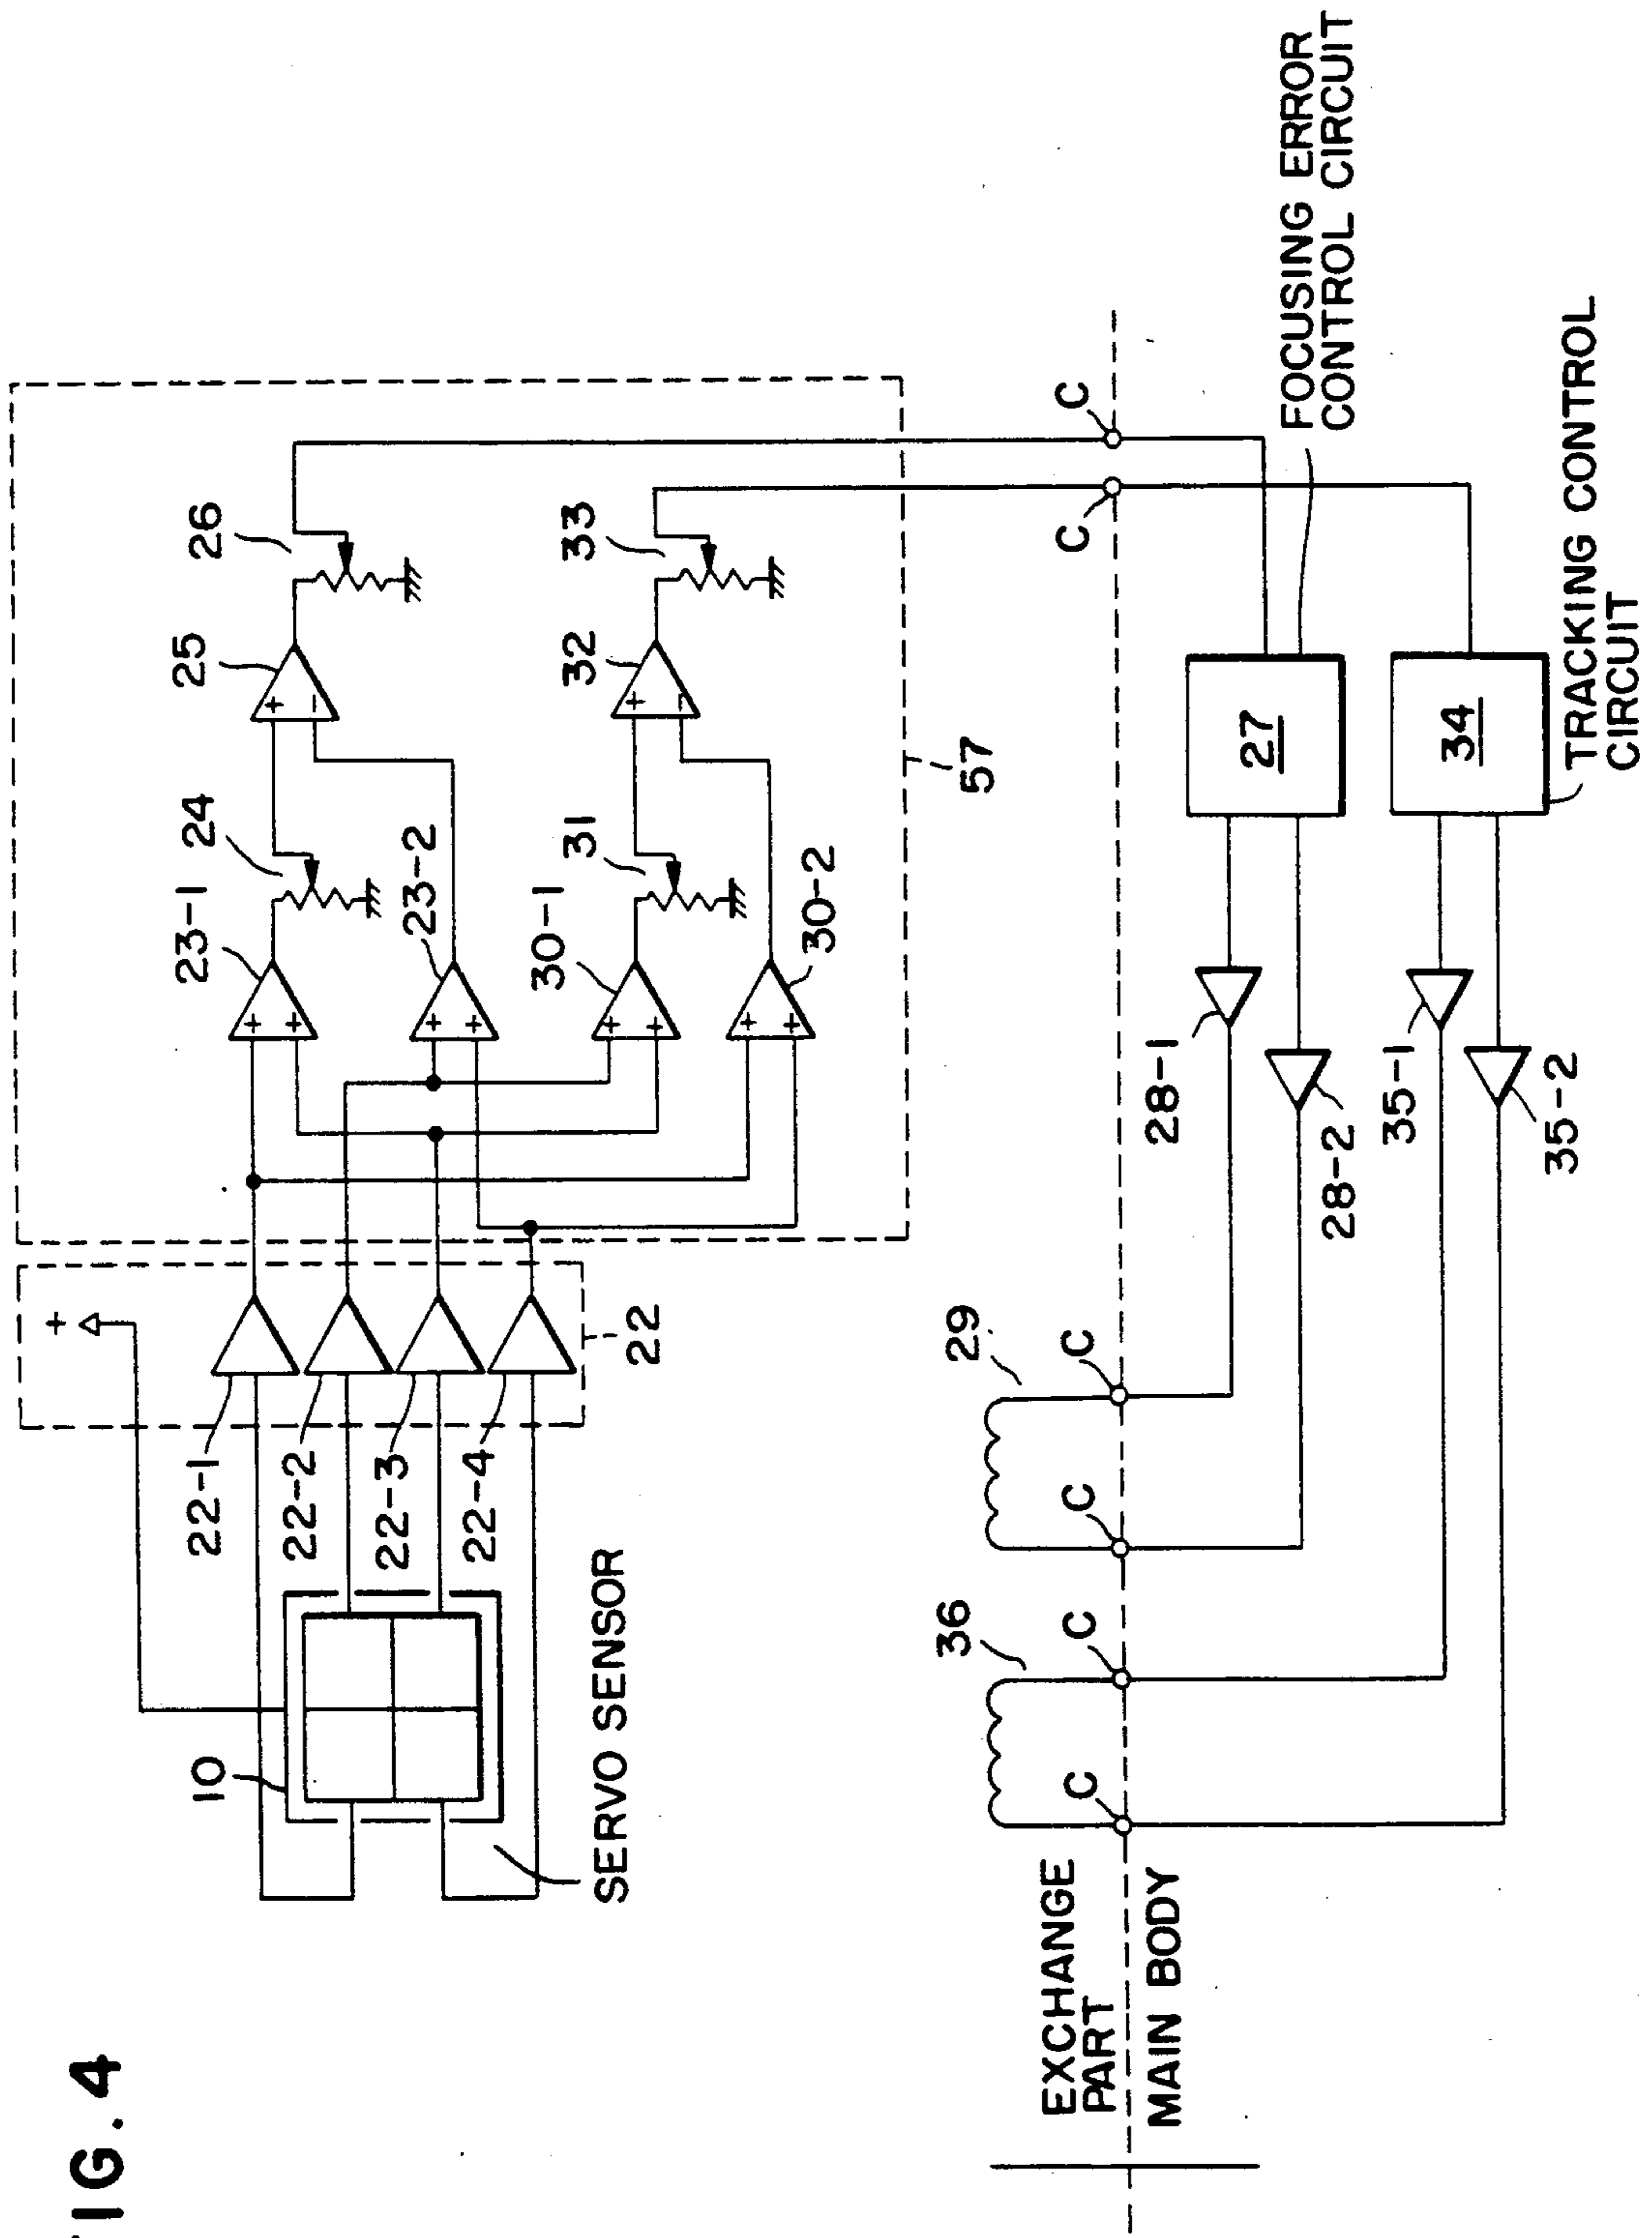 FIG. 4
10
SERVO SENSOR
22-1
22-2
22-3
22-4
+
22
23-1
+
+
23-2
+
+
30-1
+
+
30-2
+
+
24
31
25
+
−
32
+
−
26
33
57
C
C
EXCHANGE
PART
MAIN BODY
36
C
C
29
C
C
28-1
28-2
35-1
35-2
27
34
FOCUSING ERROR
CONTROL CIRCUIT
TRACKING CONTROL
CIRCUIT